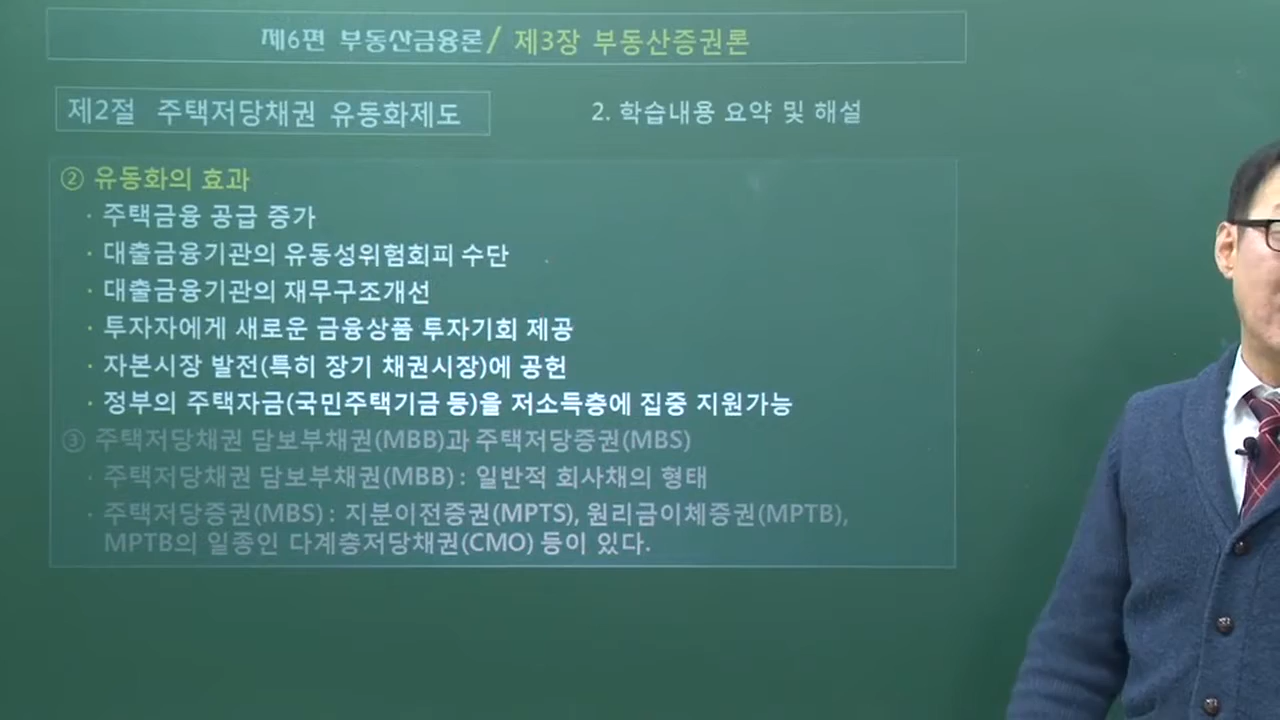 제6편 부동산금융론/ 제3장 부동산증권론
제2절 주택저당채권 유동화제도
2. 학습내용 요약 및 해설
② 유동화의 효과
· 주택금융 공급 증가
· 대출금융기관의 유동성위험회피 수단
· 대출금융기관의 재무구조개선
· 투자자에게 새로운 금융상품 투자기회 제공
· 자본시장 발전(특히 장기 채권시장)에 공헌
· 정부의 주택자금(국민주택기금 등)을 저소득층에 집중 지원가능
③ 주택저당채권 담보부채권(MBB)과 주택저당증권(MBS)
· 주택저당채권 담보부채권(MBB) : 일반적 회사채의 형태
· 주택저당증권(MBS) : 지분이전증권(MPTS), 원리금이체증권(MPTB),
MPTB의 일종인 다계층저당채권(CMO) 등이 있다.